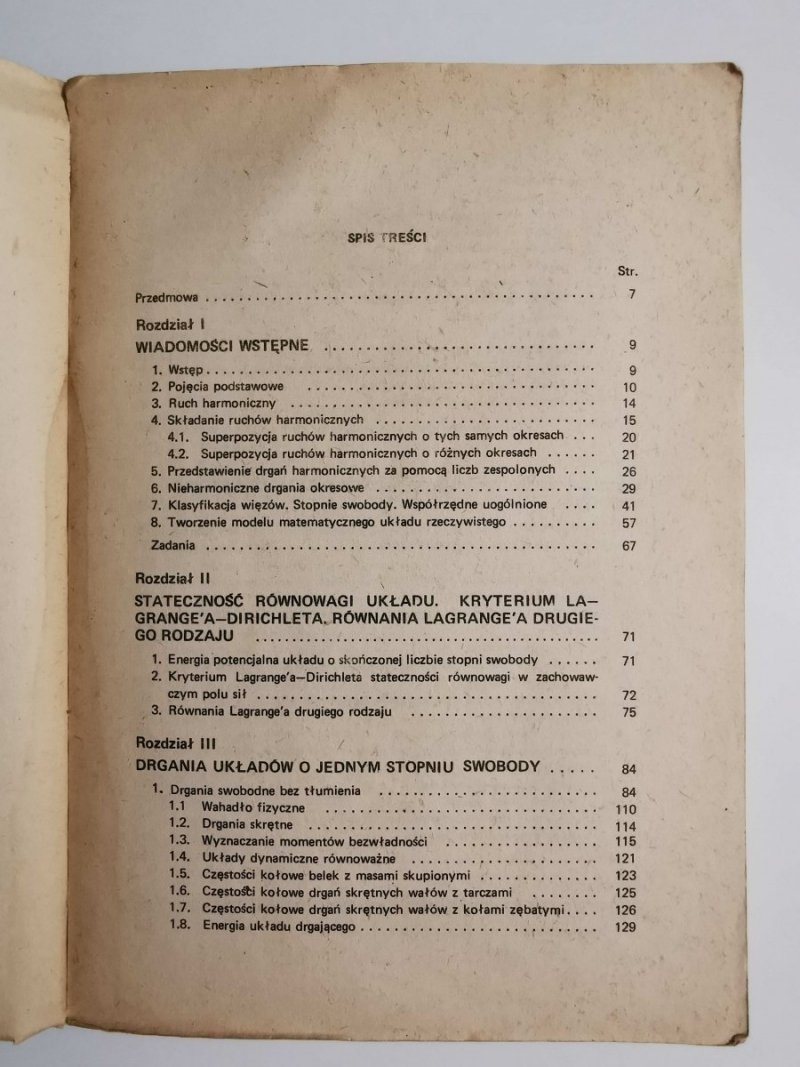 SPIS TREŚCI
Str.
Przedmowa . . . . . . . . . . 7
Rozdział I
WIADOMOŚCI WSTĘPNE . . . . . . . . . . 9
1. Wstęp . . . . . . . . . . 9
2. Pojęcia podstawowe . . . . . . . . . . 10
3. Ruch harmoniczny . . . . . . . . . . 14
4. Składanie ruchów harmonicznych . . . . . . . . . . 15
4.1. Superpozycja ruchów harmonicznych o tych samych okresach . . . 20
4.2. Superpozycja ruchów harmonicznych o różnych okresach . . . . . . 21
5. Przedstawienie drgań harmonicznych za pomocą liczb zespolonych . . . . 26
6. Nieharmoniczne drgania okresowe . . . . . . . . . . 29
7. Klasyfikacja więzów. Stopnie swobody. Współrzędne uogólnione . . . . 41
8. Tworzenie modelu matematycznego układu rzeczywistego . . . . . . . . . . 57
Zadania . . . . . . . . . . 67
Rozdział II
STATECZNOŚĆ RÓWNOWAGI UKŁADU. KRYTERIUM LA–
GRANGE'A–DIRICHLETA. RÓWNANIA LAGRANGE'A DRUGIE-
GO RODZAJU . . . . . . . . . . 71
1. Energia potencjalna układu o skończonej liczbie stopni swobody . . . . . . 71
2. Kryterium Lagrange'a–Dirichleta stateczności równowagi w zachowaw-
czym polu sił . . . . . . . . . . 72
3. Równania Lagrange'a drugiego rodzaju . . . . . . . . . . 75
Rozdział III
DRGANIA UKŁADÓW O JEDNYM STOPNIU SWOBODY . . . . . 84
1. Drgania swobodne bez tłumienia . . . . . . . . . . 84
1.1 Wahadło fizyczne . . . . . . . . . . 110
1.2. Drgania skrętne . . . . . . . . . . 114
1.3. Wyznaczanie momentów bezwładności . . . . . . . . . . 115
1.4. Układy dynamiczne równoważne . . . . . . . . . . 121
1.5. Częstości kołowe belek z masami skupionymi . . . . . . . . . . 123
1.6. Częstości kołowe drgań skrętnych wałów z tarczami . . . . . . . . 125
1.7. Częstości kołowe drgań skrętnych wałów z kołami zębatymi . . . . 126
1.8. Energia układu drgającego . . . . . . . . . . 129